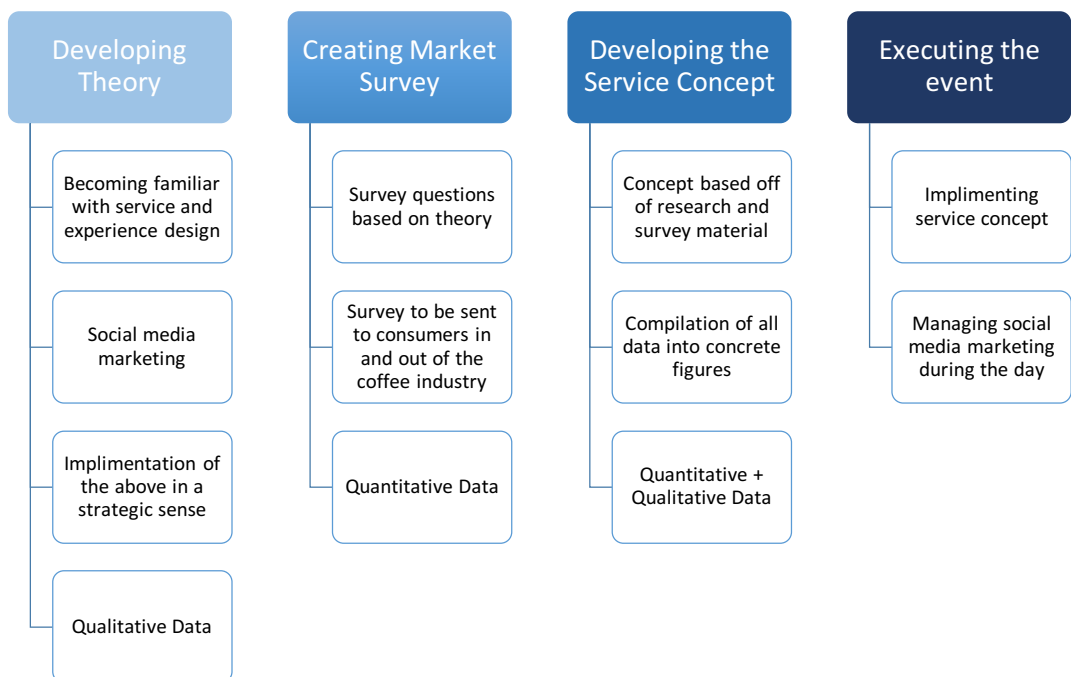 Developing
Theory
Becoming familiar
with service and
experience design
Social media
marketing
Implimentation of
the above in a
strategic sense
Qualitative Data
Creating Market
Survey
Survey questions
based on theory
Survey to be sent
to consumers in
and out of the
coffee industry
Quantitative Data
Developing the
Service Concept
Concept based off
of research and
survey material
Compilation of all
data into concrete
figures
Quantitative +
Qualitative Data
Executing the
event
Implimenting
service concept
Managing social
media marketing
during the day